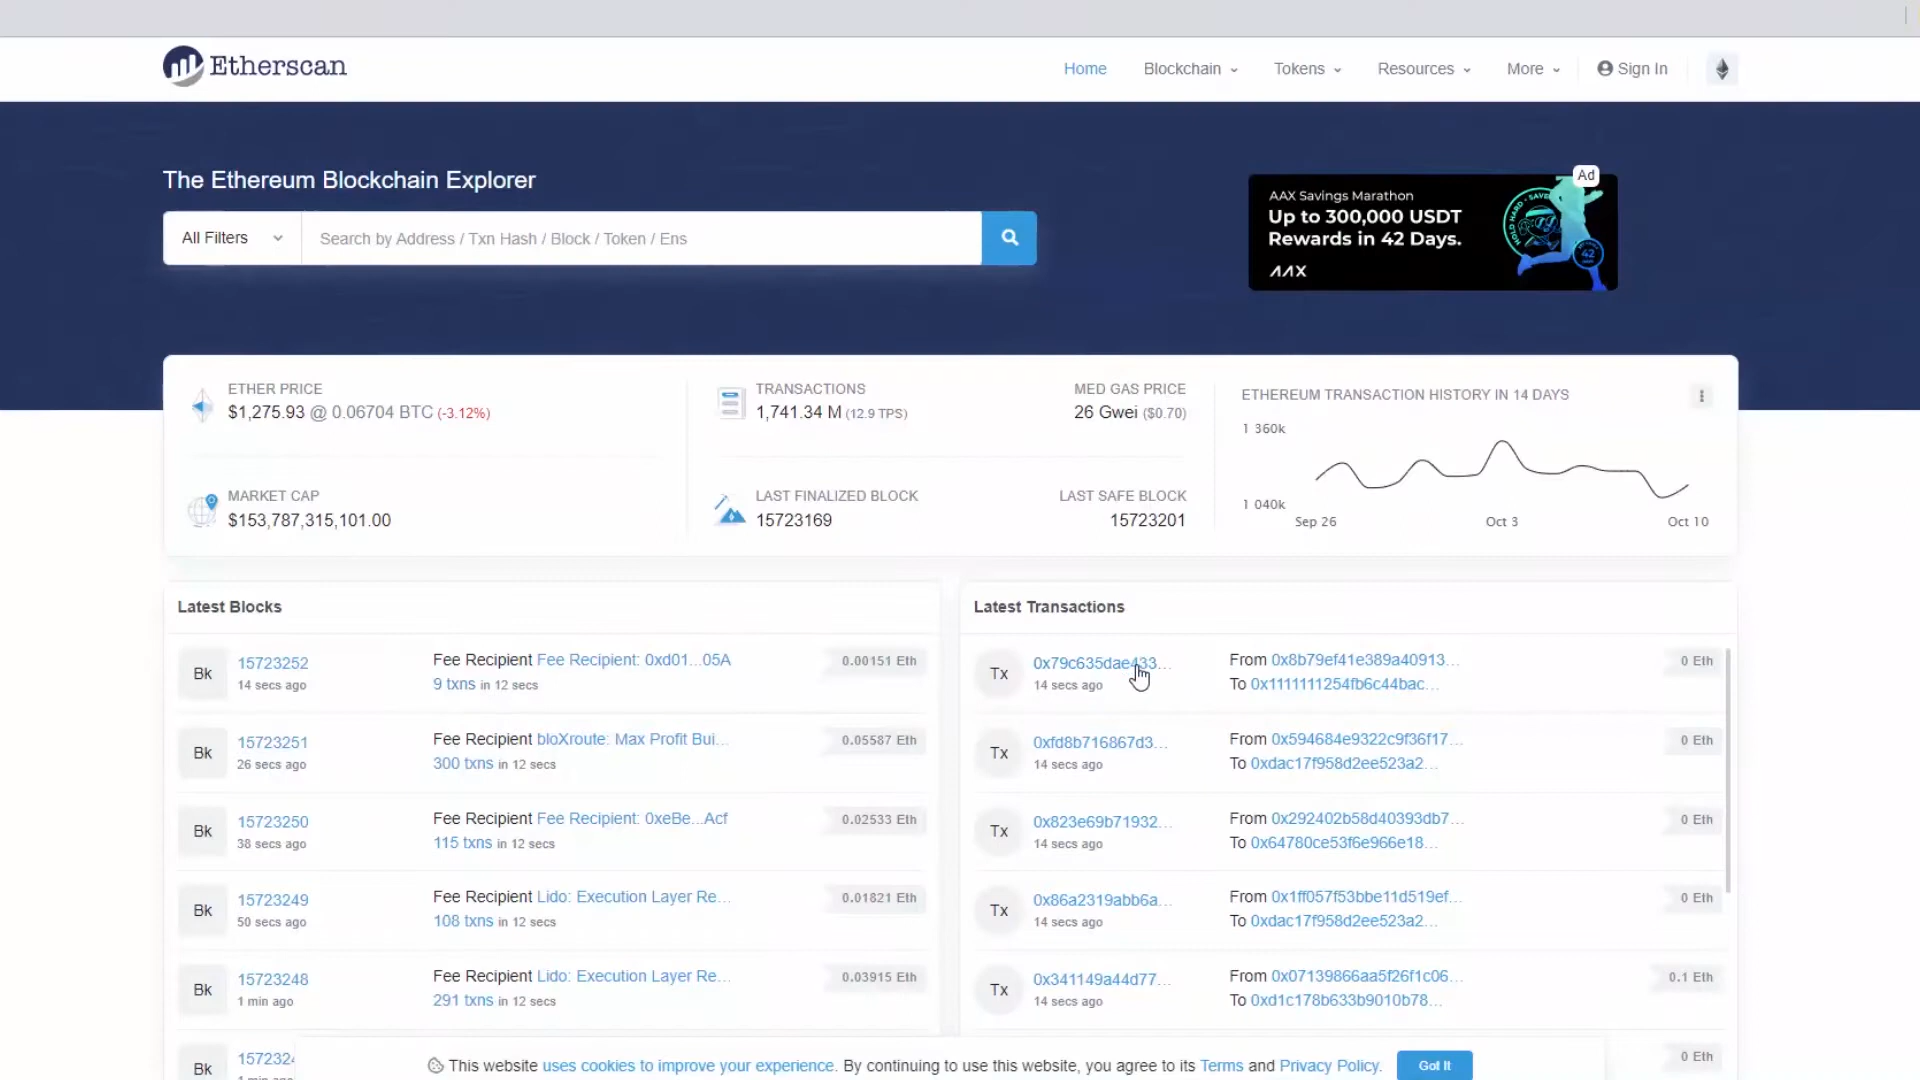 Etherscan
Home
Blockchain
Tokens
Resources
More
Sign In
The Ethereum Blockchain Explorer
All Filters
Search by Address / Txn Hash / Block / Token / Ens
Ad
AAX Savings Marathon
Up to 300,000 USDT
Rewards in 42 Days.
AAX
42
ETHER PRICE
$1,275.93 @ 0.06704 BTC (-3.12%)
MARKET CAP
$153,787,315,101.00
TRANSACTIONS
1,741.34 M (12.9 TPS)
MED GAS PRICE
26 Gwei ($0.70)
LAST FINALIZED BLOCK
15723169
LAST SAFE BLOCK
15723201
ETHEREUM TRANSACTION HISTORY IN 14 DAYS
1 360k
1 040k
Sep 26
Oct 3
Oct 10
Latest Blocks
Bk
15723252
14 secs ago
Fee Recipient Fee Recipient: 0xd01...05A
9 txns in 12 secs
0.00151 Eth
Bk
15723251
26 secs ago
Fee Recipient bloXroute: Max Profit Bui...
300 txns in 12 secs
0.05587 Eth
Bk
15723250
38 secs ago
Fee Recipient Fee Recipient: 0xeBe...Acf
115 txns in 12 secs
0.02533 Eth
Bk
15723249
50 secs ago
Fee Recipient Lido: Execution Layer Re...
108 txns in 12 secs
0.01821 Eth
Bk
15723248
1 min ago
Fee Recipient Lido: Execution Layer Re...
291 txns in 12 secs
0.03915 Eth
Bk
Latest Transactions
Tx
0x79c635dae433...
14 secs ago
From 0x8b79ef41e389a40913...
To 0x1111111254fb6c44bac...
0 Eth
Tx
0xfd8b716867d3...
14 secs ago
From 0x594684e9322c9f36f17...
To 0xdac17f958d2ee523a2...
0 Eth
Tx
0x823e69b71932...
14 secs ago
From 0x292402b58d40393db7...
To 0x64780ce53f6e966e18...
0 Eth
Tx
0x86a2319abb6a...
14 secs ago
From 0x1ff057f53bbe11d519ef...
To 0xdac17f958d2ee523a2...
0 Eth
Tx
0x341149a44d77...
14 secs ago
From 0x07139866aa5f26f1c06...
To 0xd1c178b633b9010b78...
0.1 Eth
0 Eth
This website uses cookies to improve your experience. By continuing to use this website, you agree to its Terms and Privacy Policy.
Got It